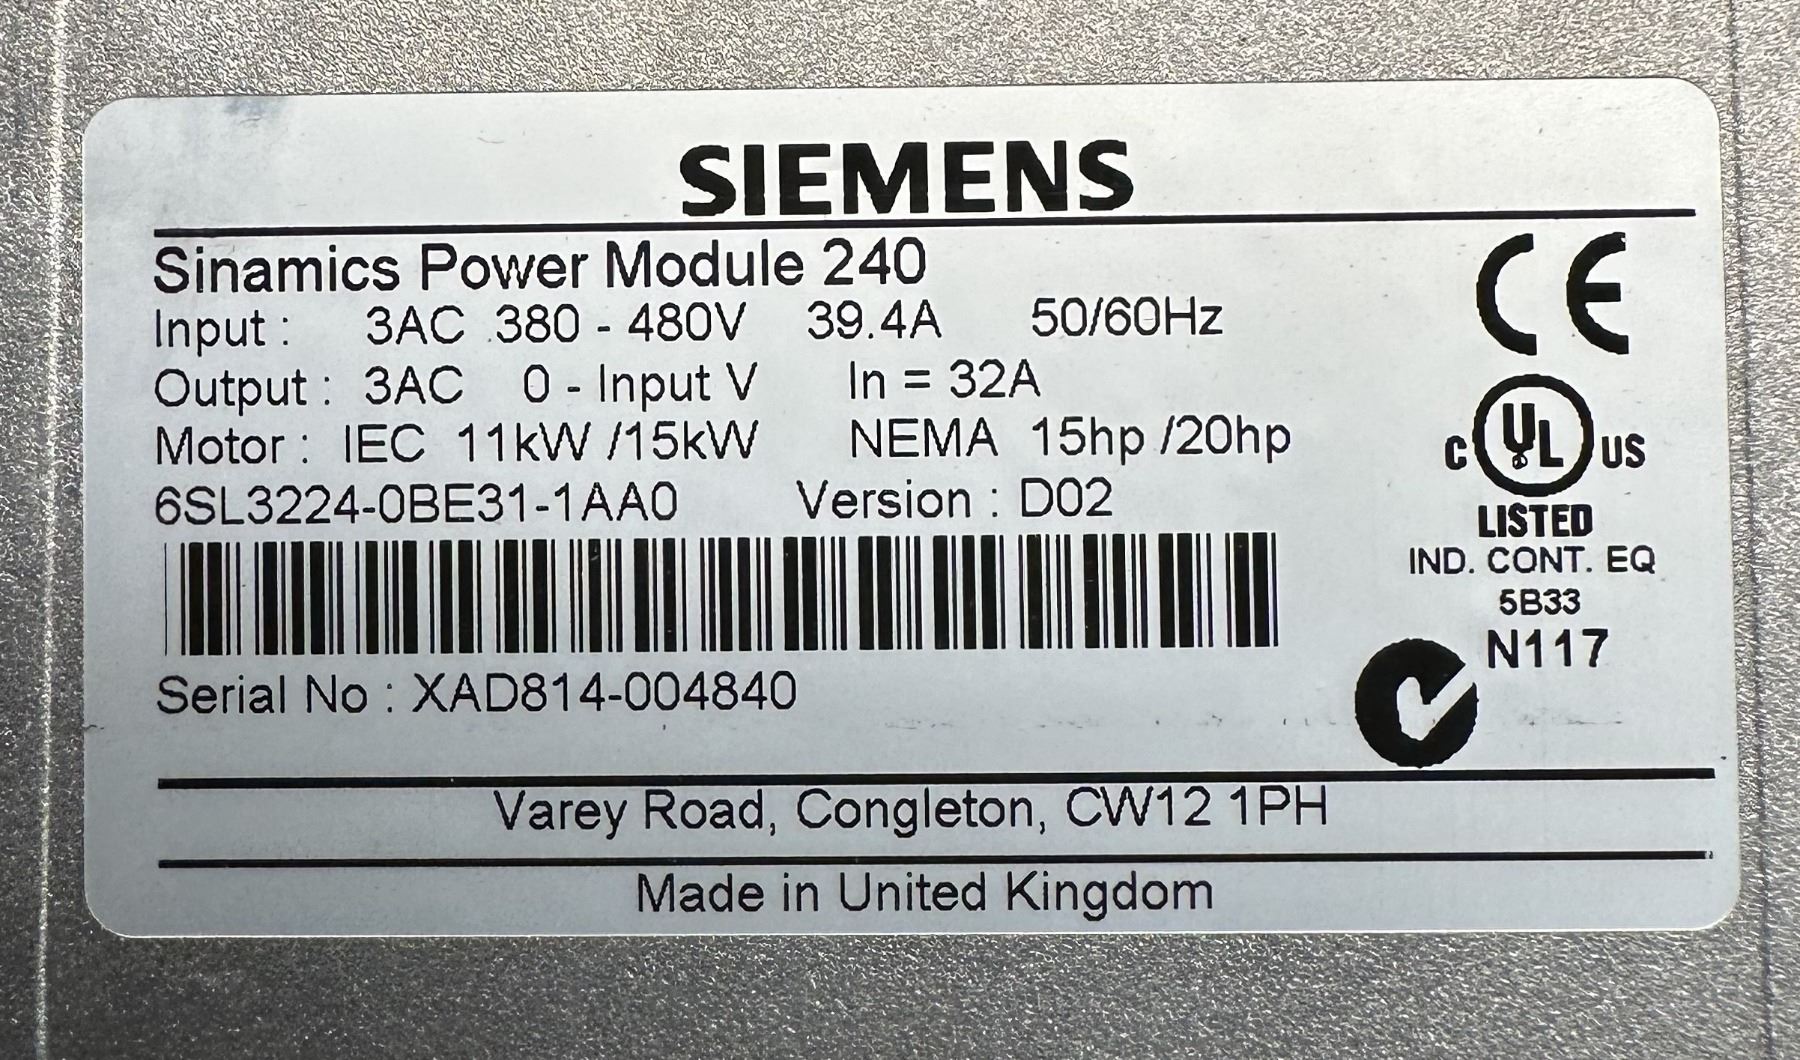 SIEMENS
Sinamics Power Module 240
Input : 3AC 380 - 480V 39.4A 50/60Hz
Output : 3AC 0 - Input V In = 32A
Motor : IEC 11kW /15kW NEMA 15hp /20hp
6SL3224-0BE31-1AA0 Version : D02
Serial No : XAD814-004840
CE
C UL US
LISTED
IND. CONT. EQ
5B33
N117
Varey Road, Congleton, CW12 1PH
Made in United Kingdom